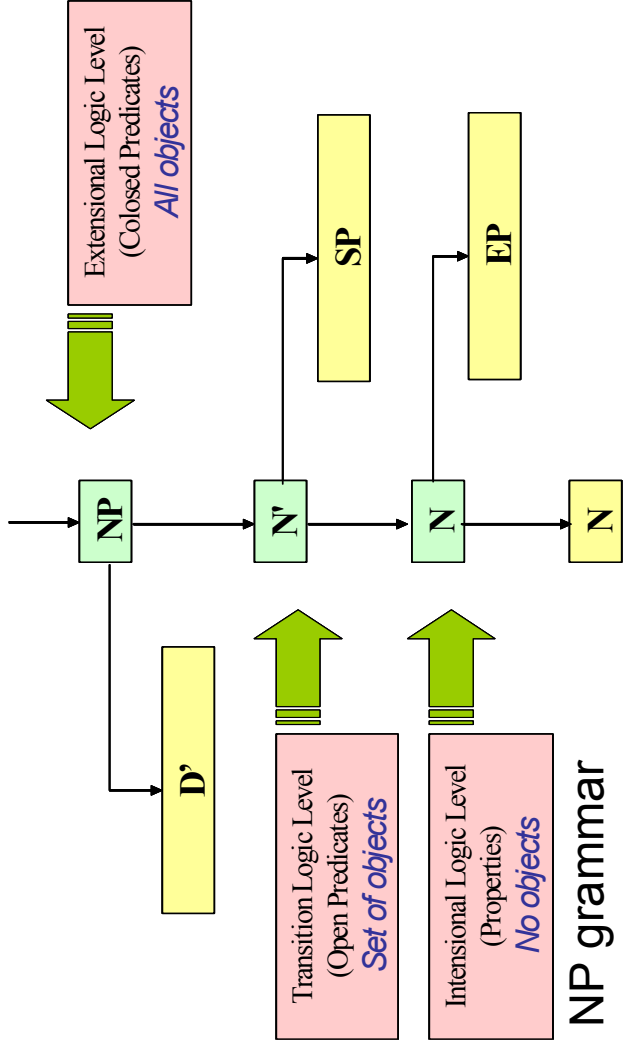 Extensional Logic Level
(Colosed Predicates)
All objects
NP
D’
N'
SP
Transition Logic Level
(Open Predicates)
Set of objects
N
EP
Intensional Logic Level
(Properties)
No objects
N
NP grammar